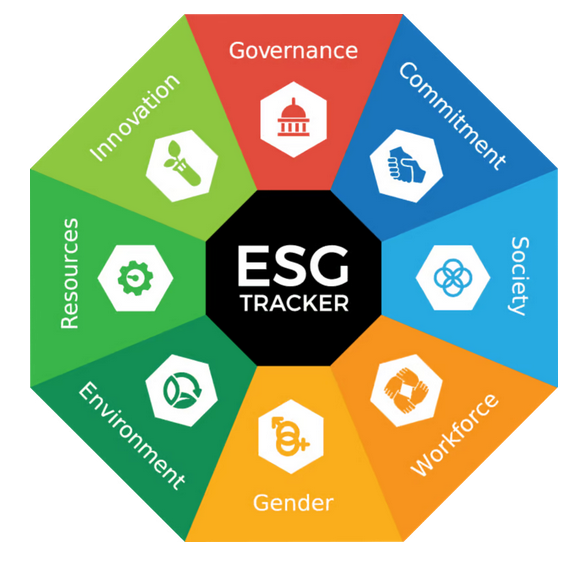 Governance
Commitment
Society
Workforce
Gender
Environment
Resources
Innovation
ESG
TRACKER